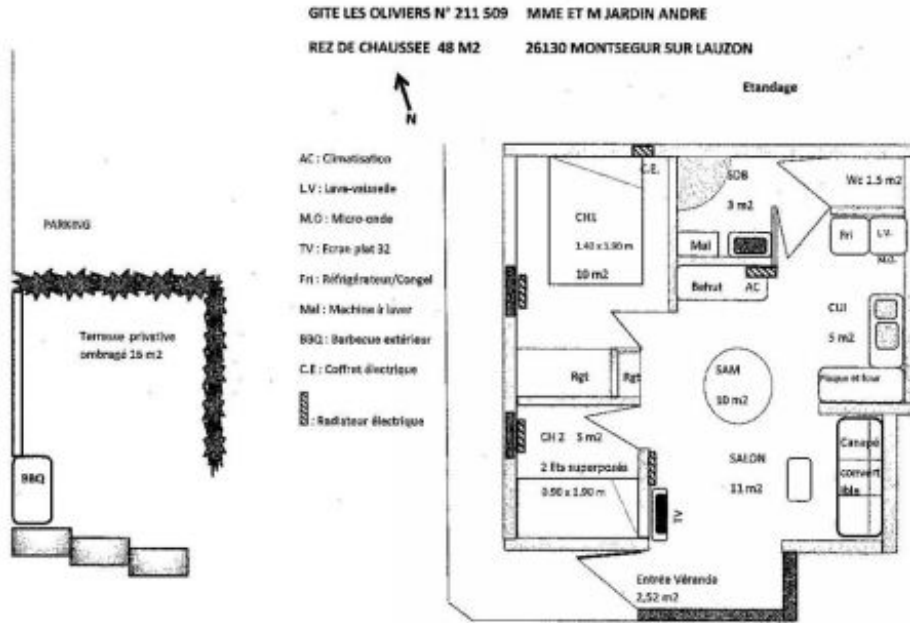 GITE LES OLIVIERS N° 211 509 MME ET M JARDIN ANDRE
REZ DE CHAUSSEE 48 M2 26130 MONTSEGUR SUR LAUZON
N
Etandage
AC : Climatisation
L.V : Lave-vaisselle
M.O : Micro-onde
TV : Ecran plat 32
Fri : Réfrigérateur/Congel
Mal : Machine à laver
BBQ : Barbecue extérieur
C.E : Coffret électrique
: Radiateur électrique
PARKING
Terrasse privative
ombragé 16 m2
BBQ
C.E.
CH1
1.40 x 1.90 m
10 m2
SDB
3 m2
Mal
Wc 1.5 m2
Fri
L.V-
M.O.
Behut AC
CUI
5 m2
Plaque et four
Rgt
Rgt
SAM
10 m2
CH 2 5 m2
2 lits superposés
0.90 x 1.90 m
TV
SALON
11 m2
Canapé
convert
ible
Entrée Véranda
2,52 m2